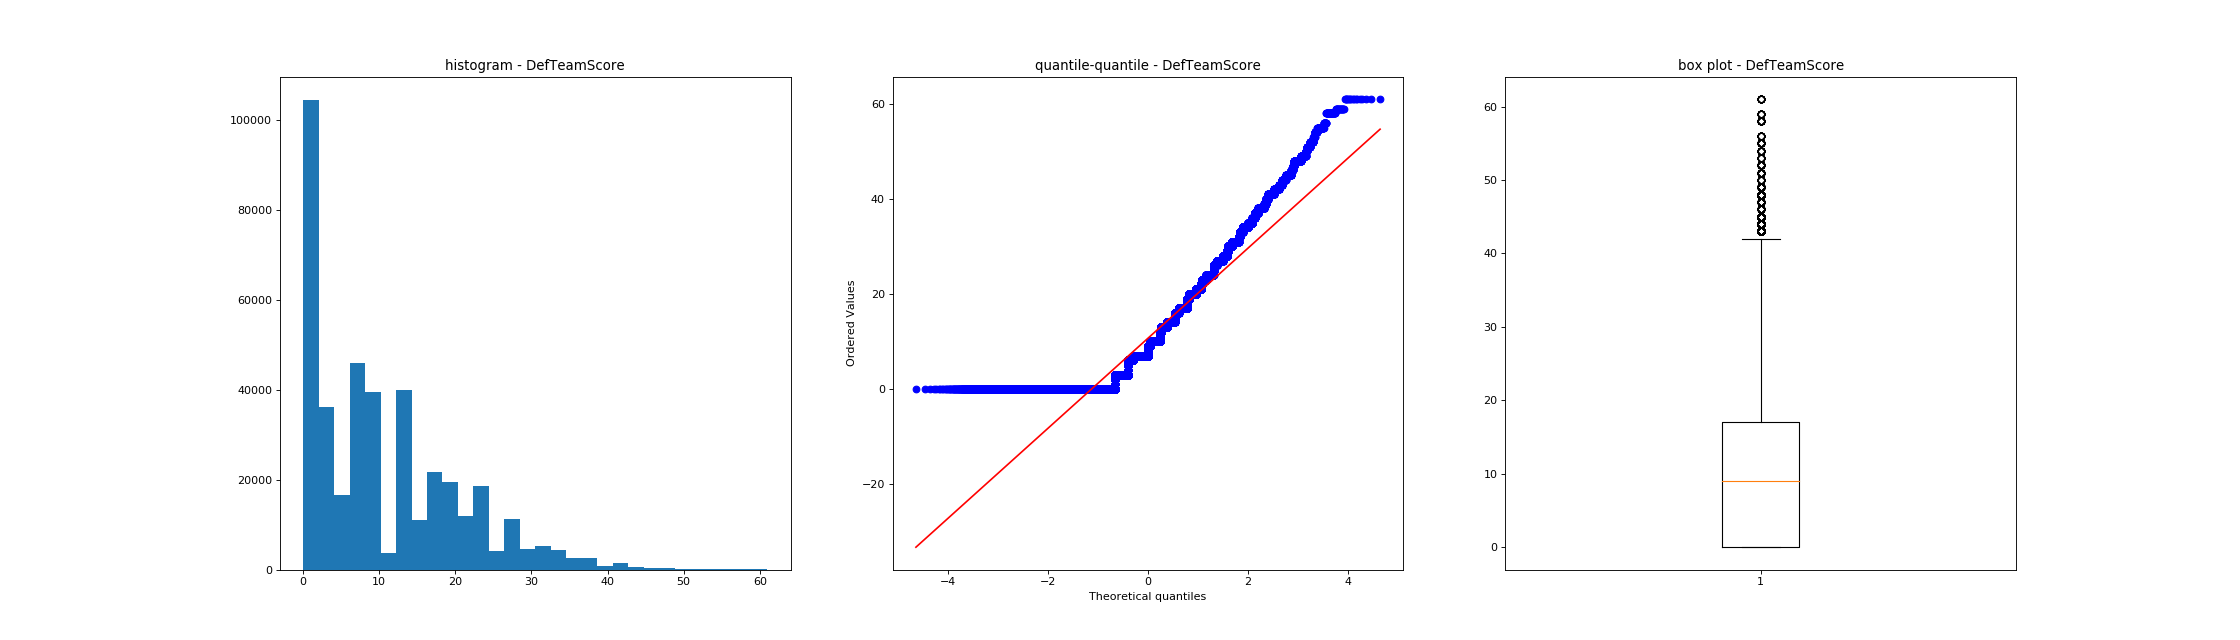 histogram - DefTeamScore
100000
80000
60000
40000
20000
0
0 10 20 30 40 50 60
quantile-quantile - DefTeamScore
Ordered Values
60
40
20
0
−20
−4 −2 0 2 4
Theoretical quantiles
box plot - DefTeamScore
60
50
40
30
20
10
0
1